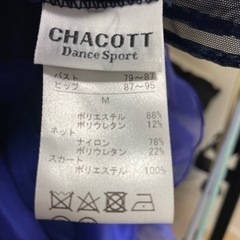 CHACOTT
Dance Sport
バスト 79~87
ヒップ 87~95
M
ポリエステル 88%
ポリウレタン 12%
ネット
ナイロン 78%
ポリウレタン 22%
スカート
ポリエステル 100%